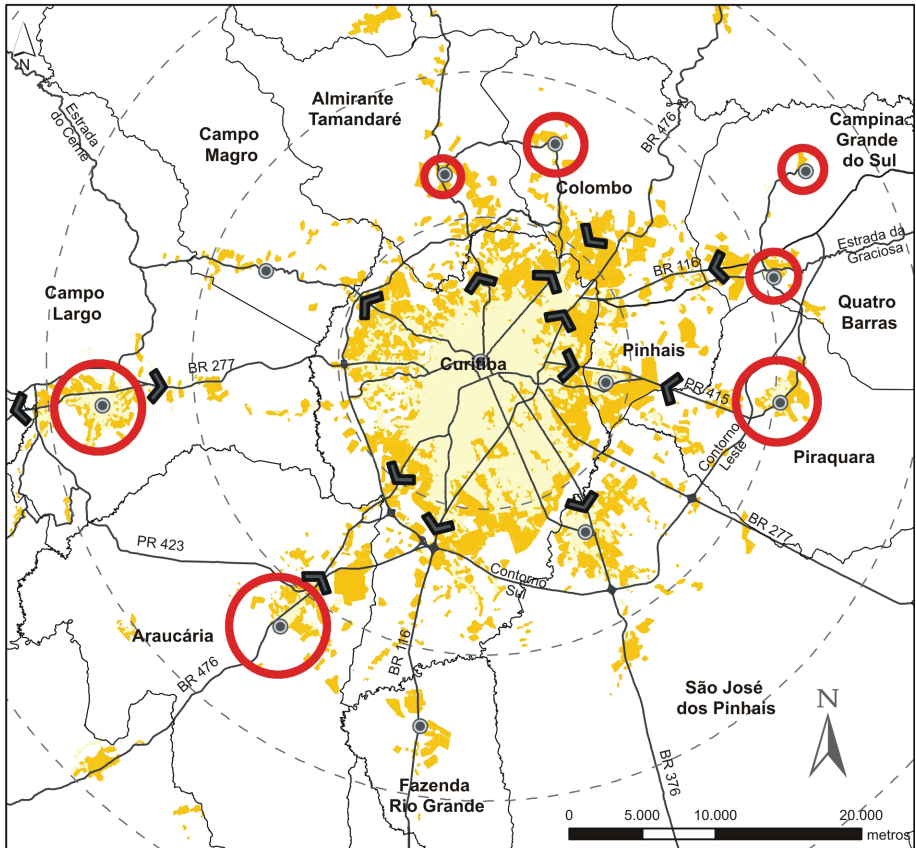 N
Estrada
do Cerne
Almirante
Tamandaré
Campo
Magro
BR 476
Campina
Grande
do Sul
Colombo
Estrada da
Graciosa
BR 116
Campo
Largo
Quatro
Barras
Pinhais
Curitiba
BR 277
PR 415
Contorno
Leste
Piraquara
BR 277
PR 423
Contorno
Sul
Araucária
BR 116
BR 476
São José
dos Pinhais
N
BR 376
Fazenda
Rio Grande
0 5.000 10.000 20.000
metros